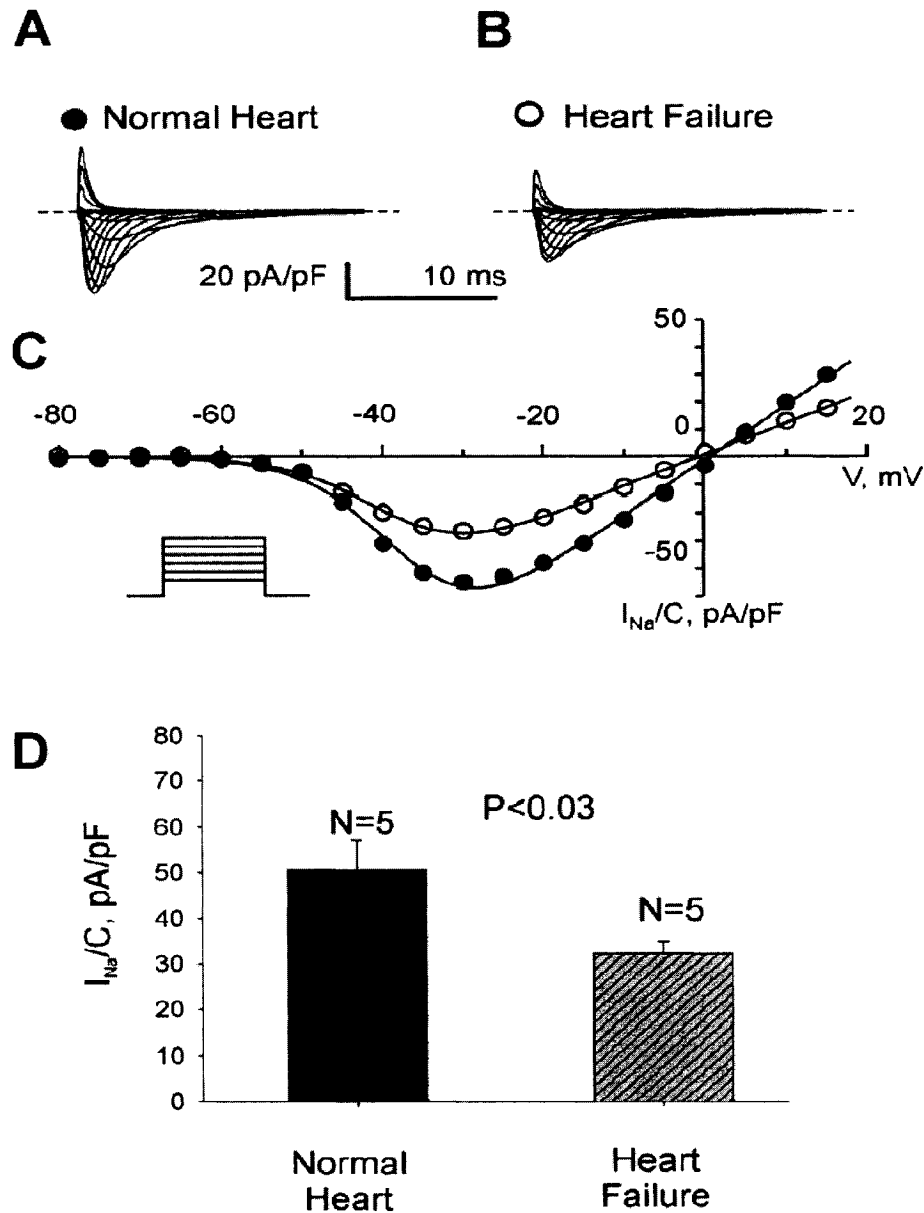 A
B
● Normal Heart
○ Heart Failure
20 pA/pF
10 ms
C
50
-80
-60
-40
-20
0
20
V, mV
-50
I_Na/C, pA/pF
D
80
70
60
50
40
30
20
10
0
I_Na/C, pA/pF
N=5
P<0.03
N=5
Normal
Heart
Heart
Failure